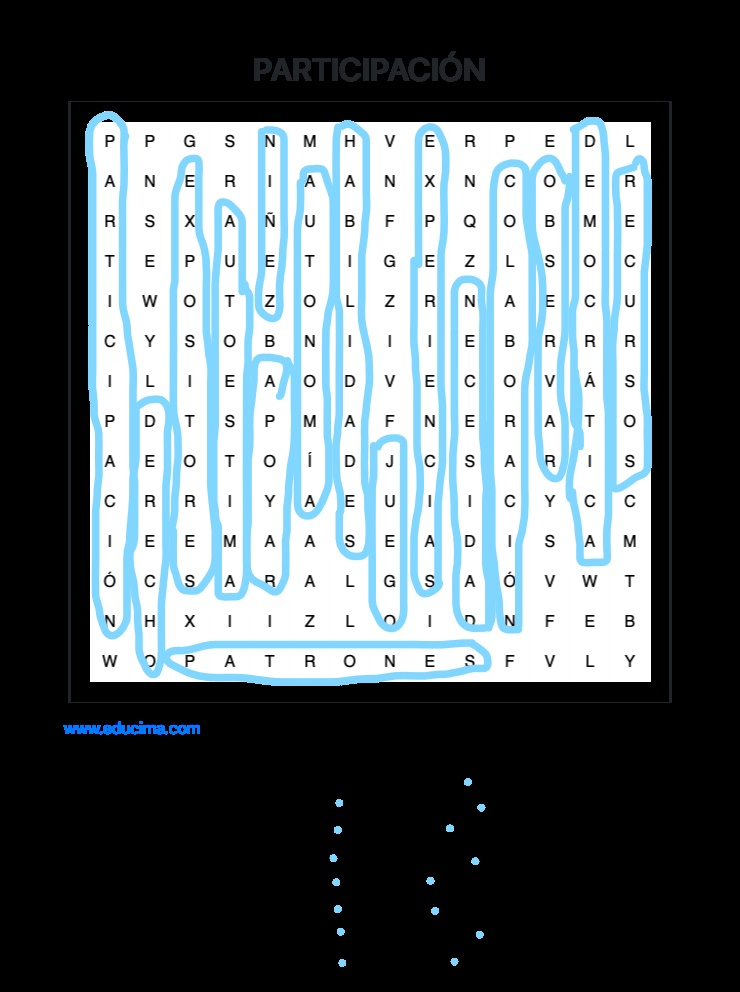 PARTICIPACIÓN
P P G S N M H V E R P E D L
A N E R I A A N X N C O E R
R S X A Ñ U B F P Q O B M E
T E P U E T I G E Z L S O C
I W O T Z O L Z R N A E C U
C Y S O B N I I I E B R R R
I L I E A O D V E C O V Á S
P D T S P M A F N E R A T O
A E O T O Í D J C S A R I S
C R R I Y A E U I I C Y C C
I E E M A A S E A D I S A M
Ó C S A R A L G S A Ó V W T
N H X I I Z L O I D N F E B
W O P A T R O N E S F V L Y
www.educima.com